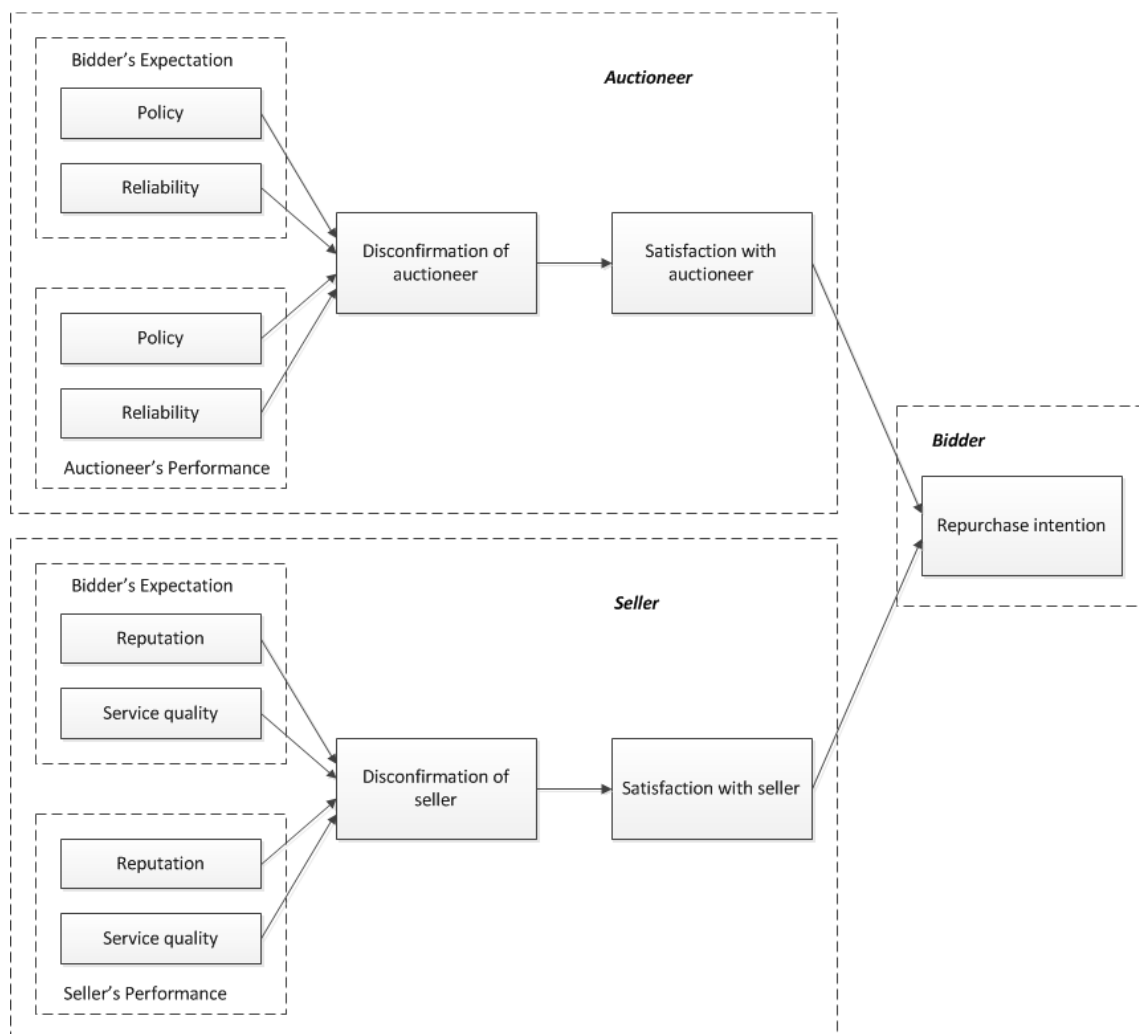 Bidder’s Expectation
Auctioneer
Policy
Reliability
Disconfirmation of
auctioneer
Satisfaction with
auctioneer
Policy
Reliability
Auctioneer’s Performance
Bidder
Repurchase intention
Bidder’s Expectation
Seller
Reputation
Service quality
Disconfirmation of
seller
Satisfaction with seller
Reputation
Service quality
Seller’s Performance